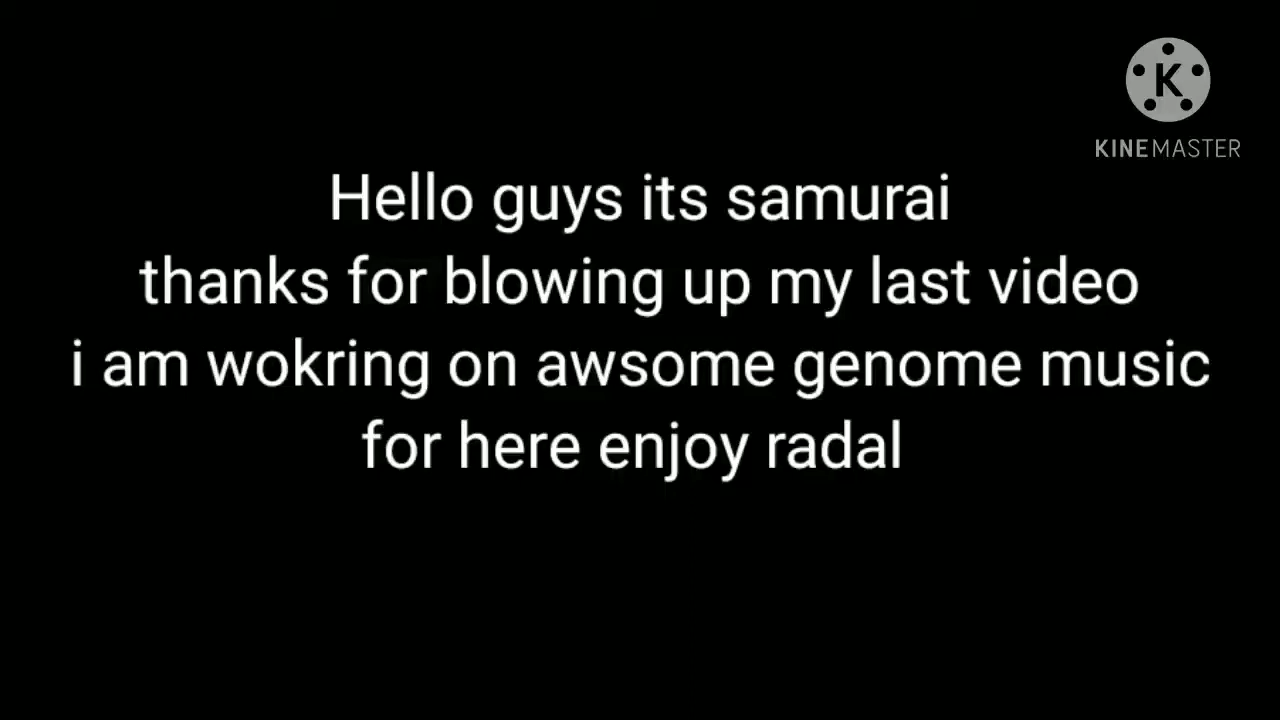 K
KINEMASTER
Hello guys its samurai
thanks for blowing up my last video
i am wokring on awsome genome music
for here enjoy radal